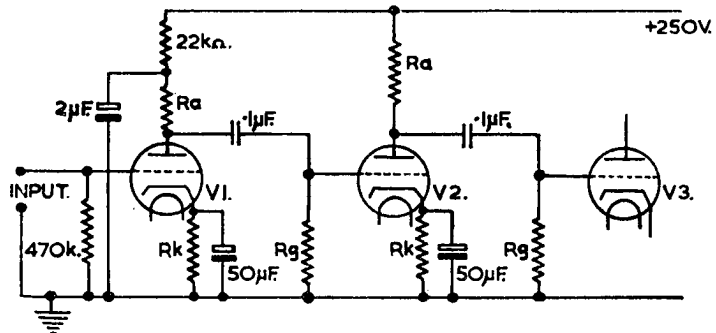 22kΩ.
+250V.
Ra
Ra
2µF.
·1µF.
·1µF.
INPUT.
V1.
V2.
V3.
470k.
Rk
50µF.
Rg
Rk
50µF.
Rg